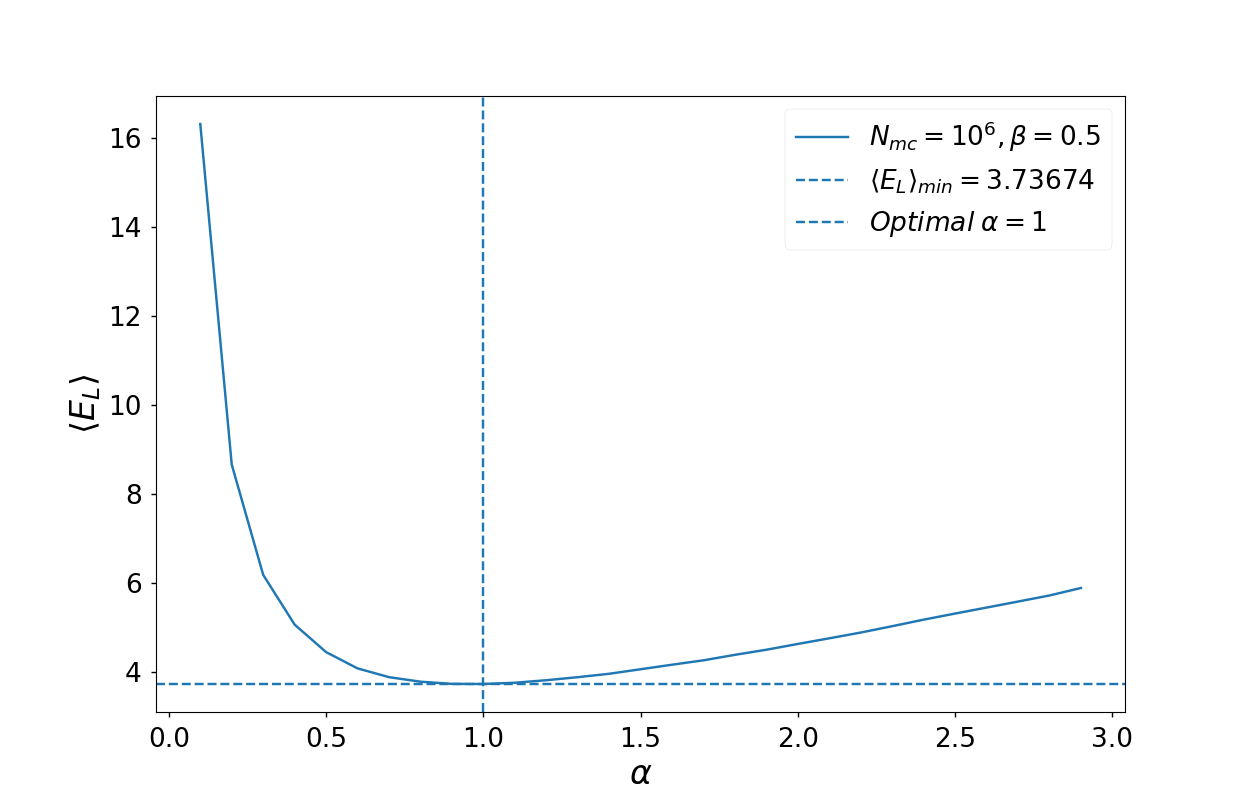 16
14
12
10
8
6
4
⟨E_L⟩
N_{mc} = 10^6, β = 0.5
⟨E_L⟩_{min} = 3.73674
Optimal α = 1
0.0 0.5 1.0 1.5 2.0 2.5 3.0
α